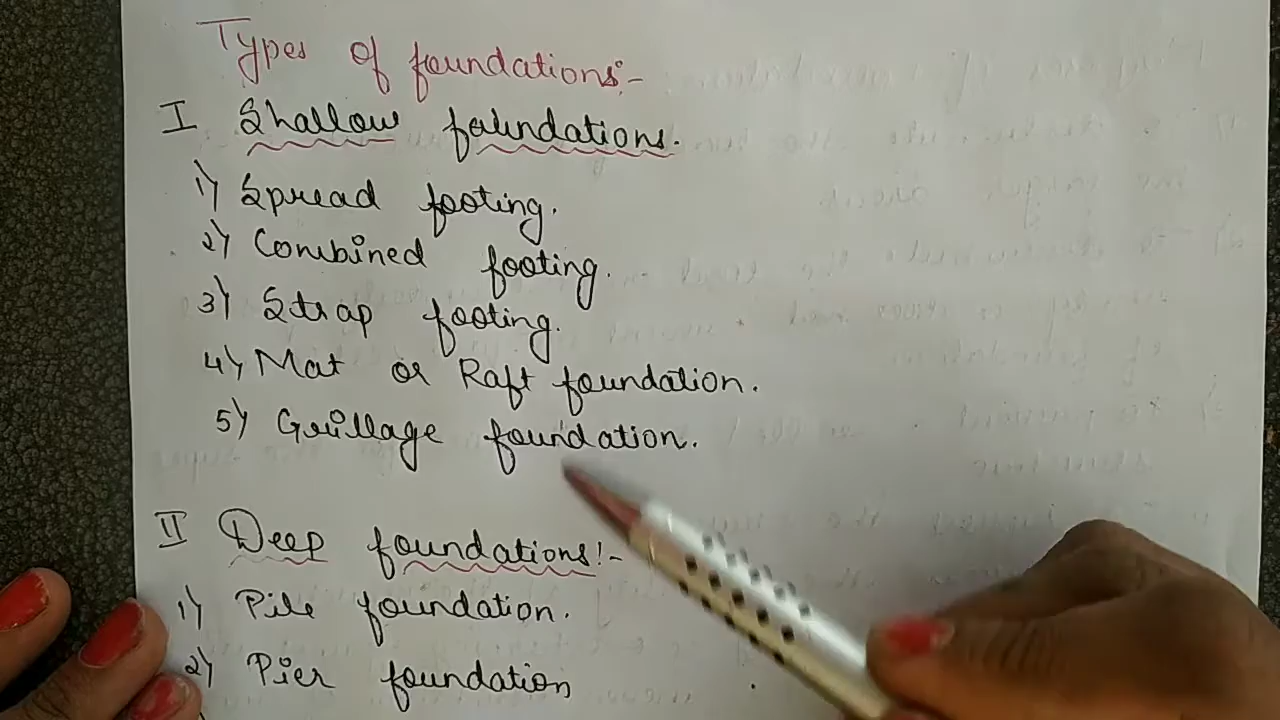 Types of foundations:-
I Shallow foundations.
1) Spread footing.
2) Combined footing.
3) Strap footing.
4) Mat or Raft foundation.
5) Grillage foundation.
II Deep foundations:-
1) Pile foundation.
2) Pier foundation